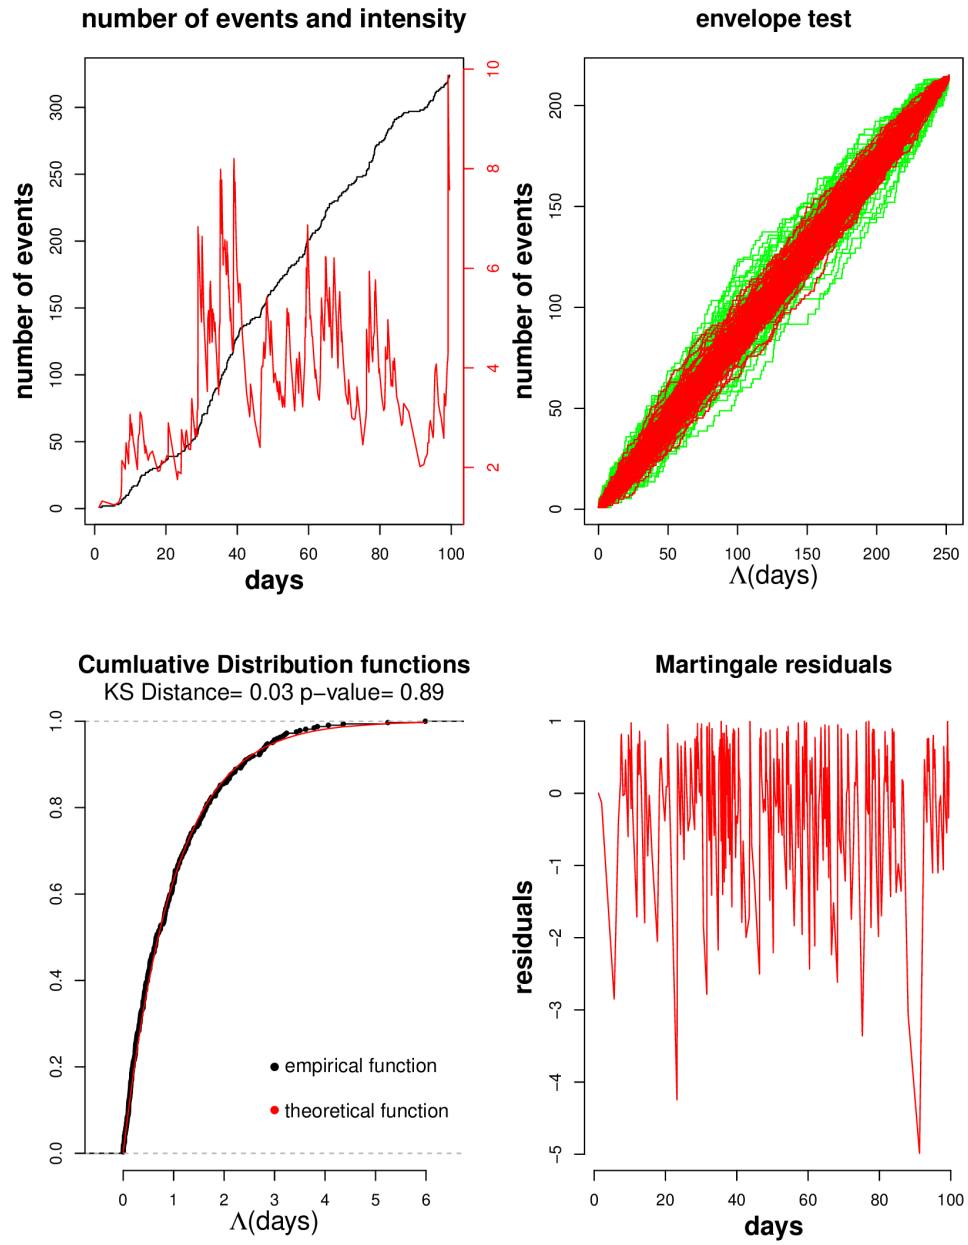 number of events and intensity
number of events
0
50
100
150
200
250
300
2
4
6
8
10
0 20 40 60 80 100
days
envelope test
number of events
0
50
100
150
200
0 50 100 150 200 250
Λ(days)
Cumluative Distribution functions
KS Distance= 0.03 p−value= 0.89
0.0
0.2
0.4
0.6
0.8
1.0
empirical function
theoretical function
0 1 2 3 4 5 6
Λ(days)
Martingale residuals
residuals
1
0
−1
−2
−3
−4
−5
0 20 40 60 80 100
days